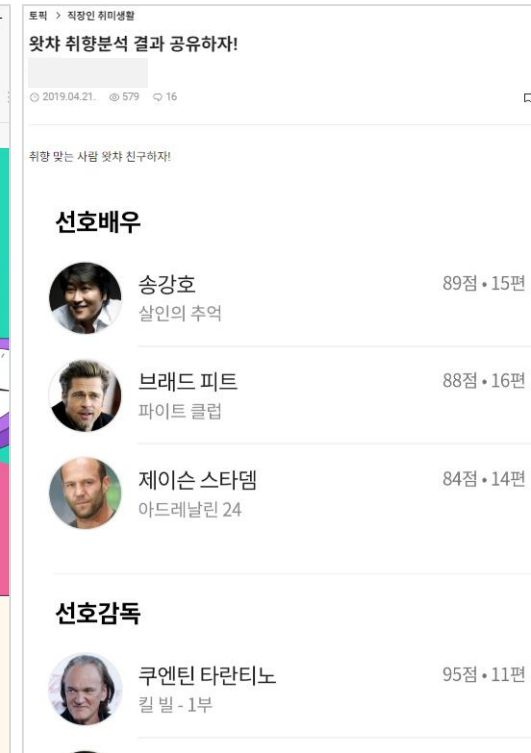 토픽 > 직장인 취미생활
왓챠 취향분석 결과 공유하자!
2019.04.21. 579 16
취향 맞는 사람 왓챠 친구하자!
선호배우
송강호 89점 • 15편
살인의 추억
브래드 피트 88점 • 16편
파이트 클럽
제이슨 스타뎀 84점 • 14편
아드레날린 24
선호감독
쿠엔틴 타란티노 95점 • 11편
킬 빌 - 1부